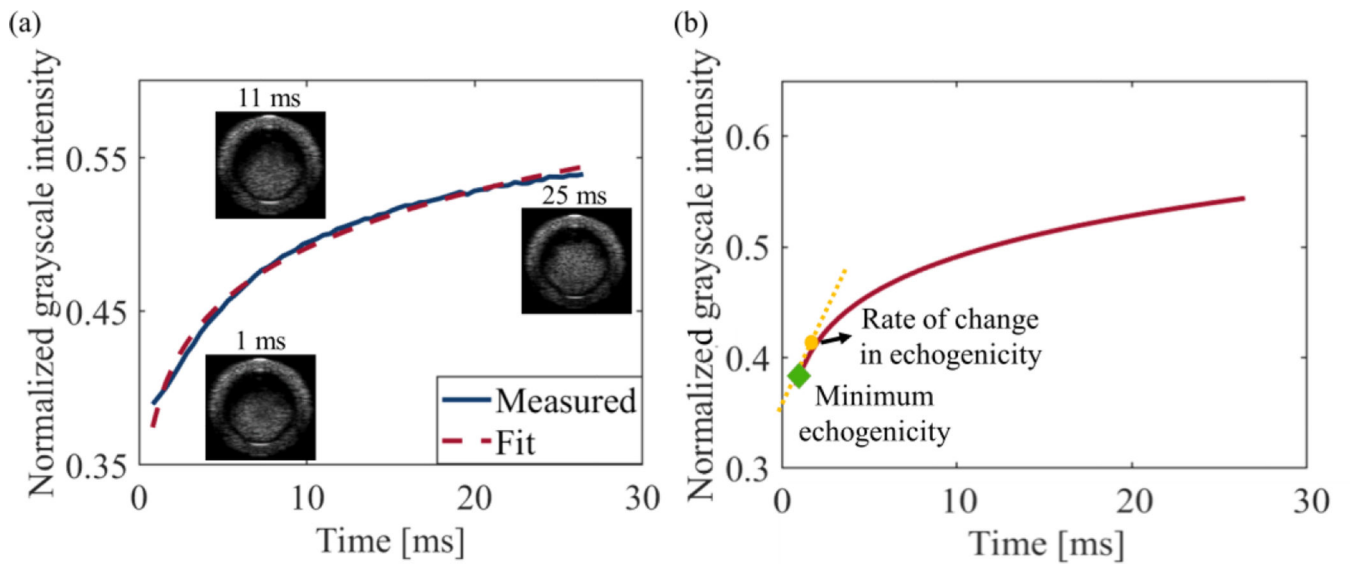 (a)
Normalized grayscale intensity
0.55
0.45
0.35
11 ms
25 ms
1 ms
Measured
Fit
0
10
20
30
Time [ms]
(b)
Normalized grayscale intensity
0.6
0.5
0.4
0.3
Rate of change
in echogenicity
Minimum
echogenicity
0
10
20
30
Time [ms]